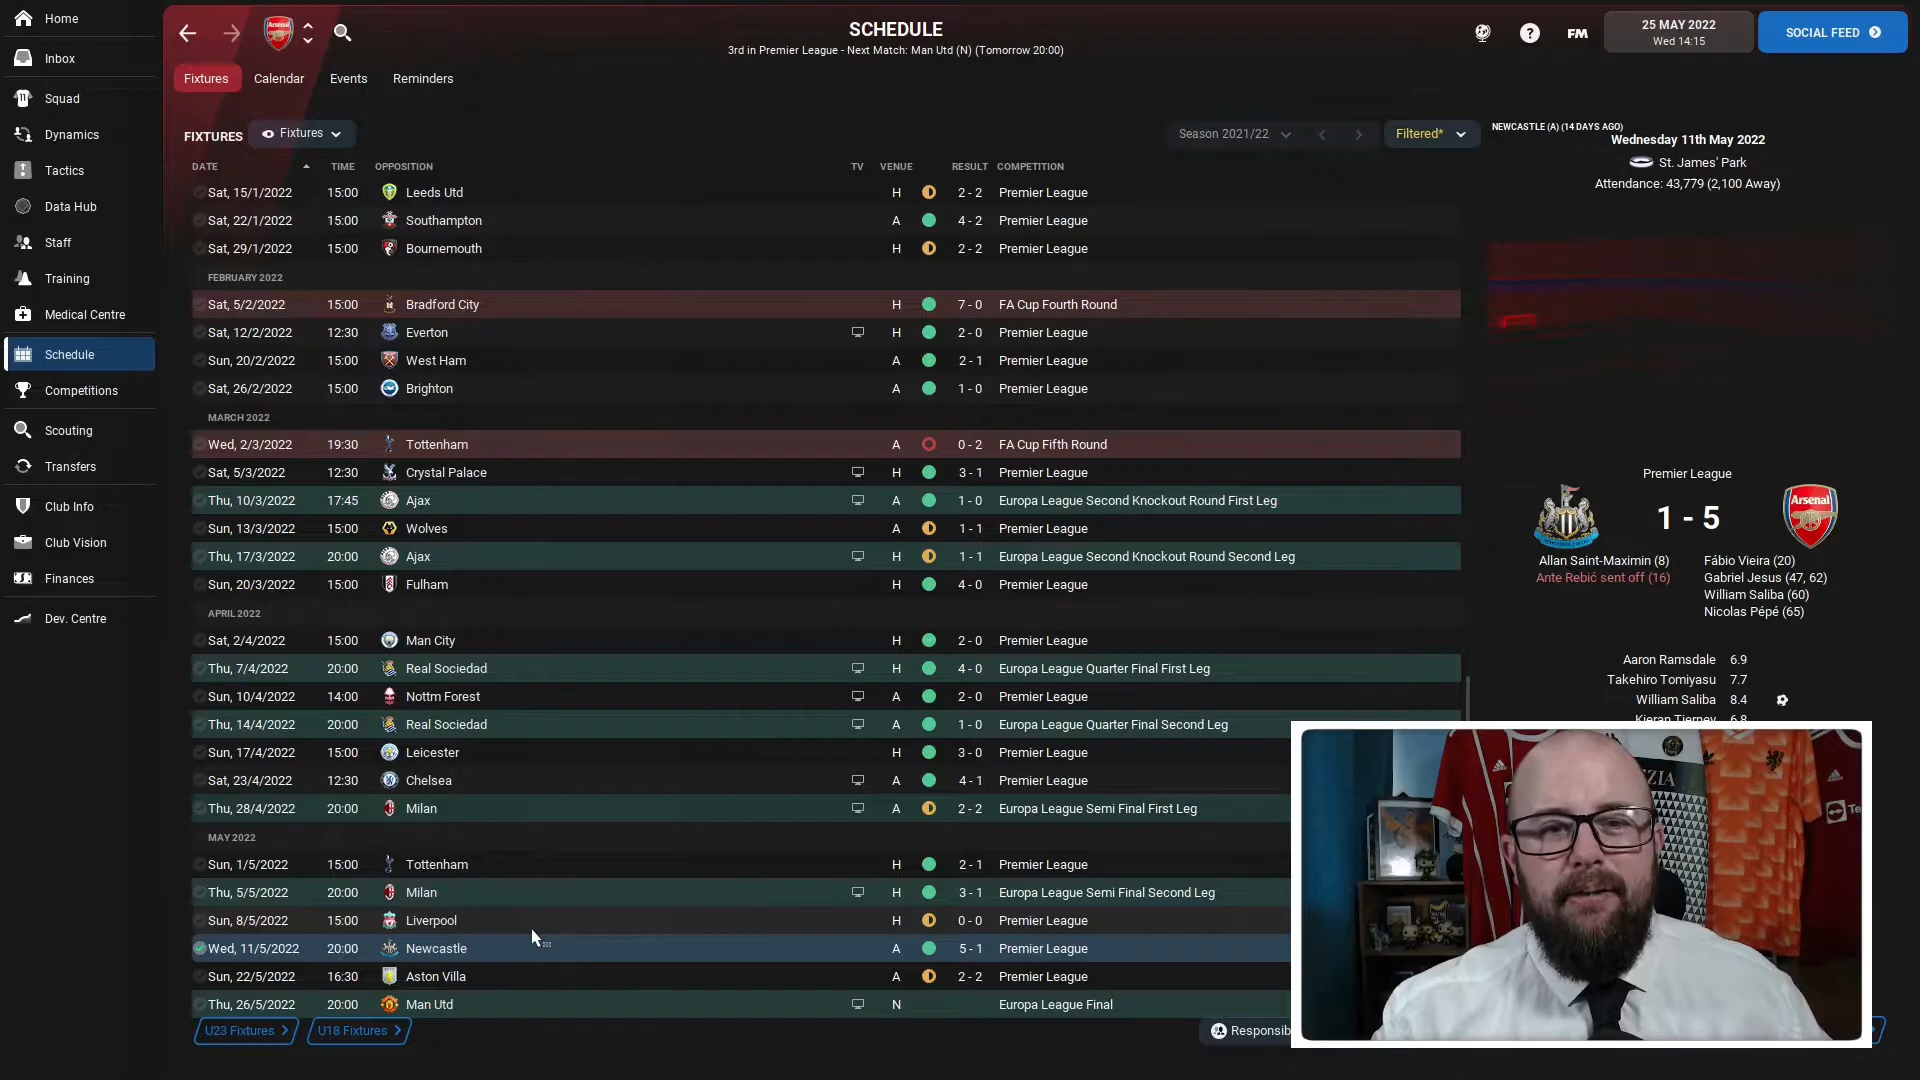 Home
Inbox
Squad
Dynamics
Tactics
Data Hub
Staff
Training
Medical Centre
Schedule
Competitions
Scouting
Transfers
Club Info
Club Vision
Finances
Dev. Centre
Arsenal
SCHEDULE
3rd in Premier League - Next Match: Man Utd (N) (Tomorrow 20:00)
?
FM
25 MAY 2022
Wed 14:15
SOCIAL FEED
Fixtures Calendar Events Reminders
FIXTURES Fixtures
Season 2021/22 Filtered*
DATE TIME OPPOSITION TV VENUE RESULT COMPETITION
Sat, 15/1/2022 15:00 Leeds Utd H 2 - 2 Premier League
Sat, 22/1/2022 15:00 Southampton A 4 - 2 Premier League
Sat, 29/1/2022 15:00 Bournemouth H 2 - 2 Premier League
FEBRUARY 2022
Sat, 5/2/2022 15:00 Bradford City H 7 - 0 FA Cup Fourth Round
Sat, 12/2/2022 12:30 Everton H 2 - 0 Premier League
Sun, 20/2/2022 15:00 West Ham A 2 - 1 Premier League
Sat, 26/2/2022 15:00 Brighton A 1 - 0 Premier League
MARCH 2022
Wed, 2/3/2022 19:30 Tottenham A 0 - 2 FA Cup Fifth Round
Sat, 5/3/2022 12:30 Crystal Palace H 3 - 1 Premier League
Thu, 10/3/2022 17:45 Ajax A 1 - 0 Europa League Second Knockout Round First Leg
Sun, 13/3/2022 15:00 Wolves A 1 - 1 Premier League
Thu, 17/3/2022 20:00 Ajax H 1 - 1 Europa League Second Knockout Round Second Leg
Sun, 20/3/2022 15:00 Fulham H 4 - 0 Premier League
APRIL 2022
Sat, 2/4/2022 15:00 Man City H 2 - 0 Premier League
Thu, 7/4/2022 20:00 Real Sociedad H 4 - 0 Europa League Quarter Final First Leg
Sun, 10/4/2022 14:00 Nottm Forest A 2 - 0 Premier League
Thu, 14/4/2022 20:00 Real Sociedad A 1 - 0 Europa League Quarter Final Second Leg
Sun, 17/4/2022 15:00 Leicester H 3 - 0 Premier League
Sat, 23/4/2022 12:30 Chelsea A 4 - 1 Premier League
Thu, 28/4/2022 20:00 Milan A 2 - 2 Europa League Semi Final First Leg
MAY 2022
Sun, 1/5/2022 15:00 Tottenham H 2 - 1 Premier League
Thu, 5/5/2022 20:00 Milan H 3 - 1 Europa League Semi Final Second Leg
Sun, 8/5/2022 15:00 Liverpool H 0 - 0 Premier League
Wed, 11/5/2022 20:00 Newcastle A 5 - 1 Premier League
Sun, 22/5/2022 16:30 Aston Villa A 2 - 2 Premier League
Thu, 26/5/2022 20:00 Man Utd N Europa League Final
U23 Fixtures U18 Fixtures
Responsib
NEWCASTLE (A) (14 DAYS AGO)
Wednesday 11th May 2022
St. James' Park
Attendance: 43,779 (2,100 Away)
Premier League
1 - 5
Arsenal
Allan Saint-Maximin (8)
Ante Rebić sent off (16)
Fábio Vieira (20)
Gabriel Jesus (47, 62)
William Saliba (60)
Nicolas Pépé (65)
Aaron Ramsdale 6.9
Takehiro Tomiyasu 7.7
William Saliba 8.4
Kieran Tierney 6.8